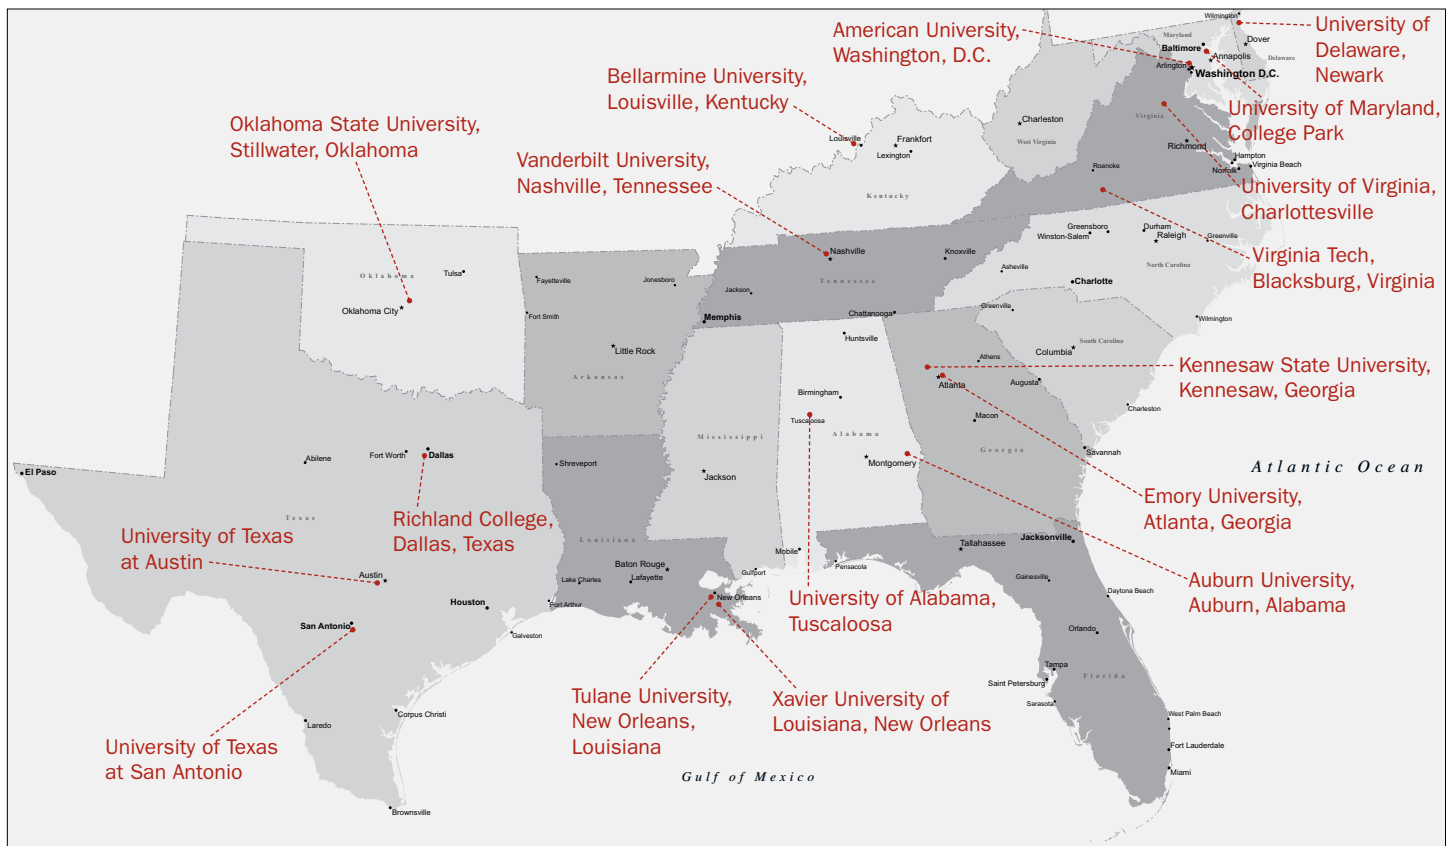 American University,
Washington, D.C.
University of
Delaware,
Newark
Bellarmine University,
Louisville, Kentucky
Oklahoma State University,
Stillwater, Oklahoma
Vanderbilt University,
Nashville, Tennessee
University of Maryland,
College Park
University of Virginia,
Charlottesville
Virginia Tech,
Blacksburg, Virginia
Kennesaw State University,
Kennesaw, Georgia
Emory University,
Atlanta, Georgia
Auburn University,
Auburn, Alabama
University of Alabama,
Tuscaloosa
Richland College,
Dallas, Texas
University of Texas
at Austin
University of Texas
at San Antonio
Tulane University,
New Orleans,
Louisiana
Xavier University of
Louisiana, New Orleans
Wilmington
Maryland
Baltimore
Dover
Annapolis
Delaware
Arlington
Washington D.C.
Charleston
West Virginia
Virginia
Richmond
Hampton
Virginia Beach
Norfolk
Roanoke
Louisville
Frankfort
Lexington
Kentucky
Nashville
Knoxville
Tennessee
Jackson
Memphis
Chattanooga
Greensboro
Winston-Salem
Durham
Raleigh
Greenville
Asheville
North Carolina
Charlotte
Greenville
Wilmington
South Carolina
Columbia
Charleston
Oklahoma
Tulsa
Oklahoma City
Fayetteville
Jonesboro
Fort Smith
Little Rock
Arkansas
Huntsville
Birmingham
Tuscaloosa
Alabama
Montgomery
Mobile
Athens
Atlanta
Augusta
Macon
Georgia
Savannah
Mississippi
Jackson
Gulfport
El Paso
Abilene
Fort Worth
Dallas
Texas
Austin
Houston
San Antonio
Galveston
Port Arthur
Corpus Christi
Laredo
Brownsville
Shreveport
Louisiana
Baton Rouge
Lafayette
Lake Charles
New Orleans
Pensacola
Tallahassee
Jacksonville
Gainesville
Daytona Beach
Orlando
Tampa
Saint Petersburg
Sarasota
Florida
West Palm Beach
Fort Lauderdale
Miami
Atlantic Ocean
Gulf of Mexico